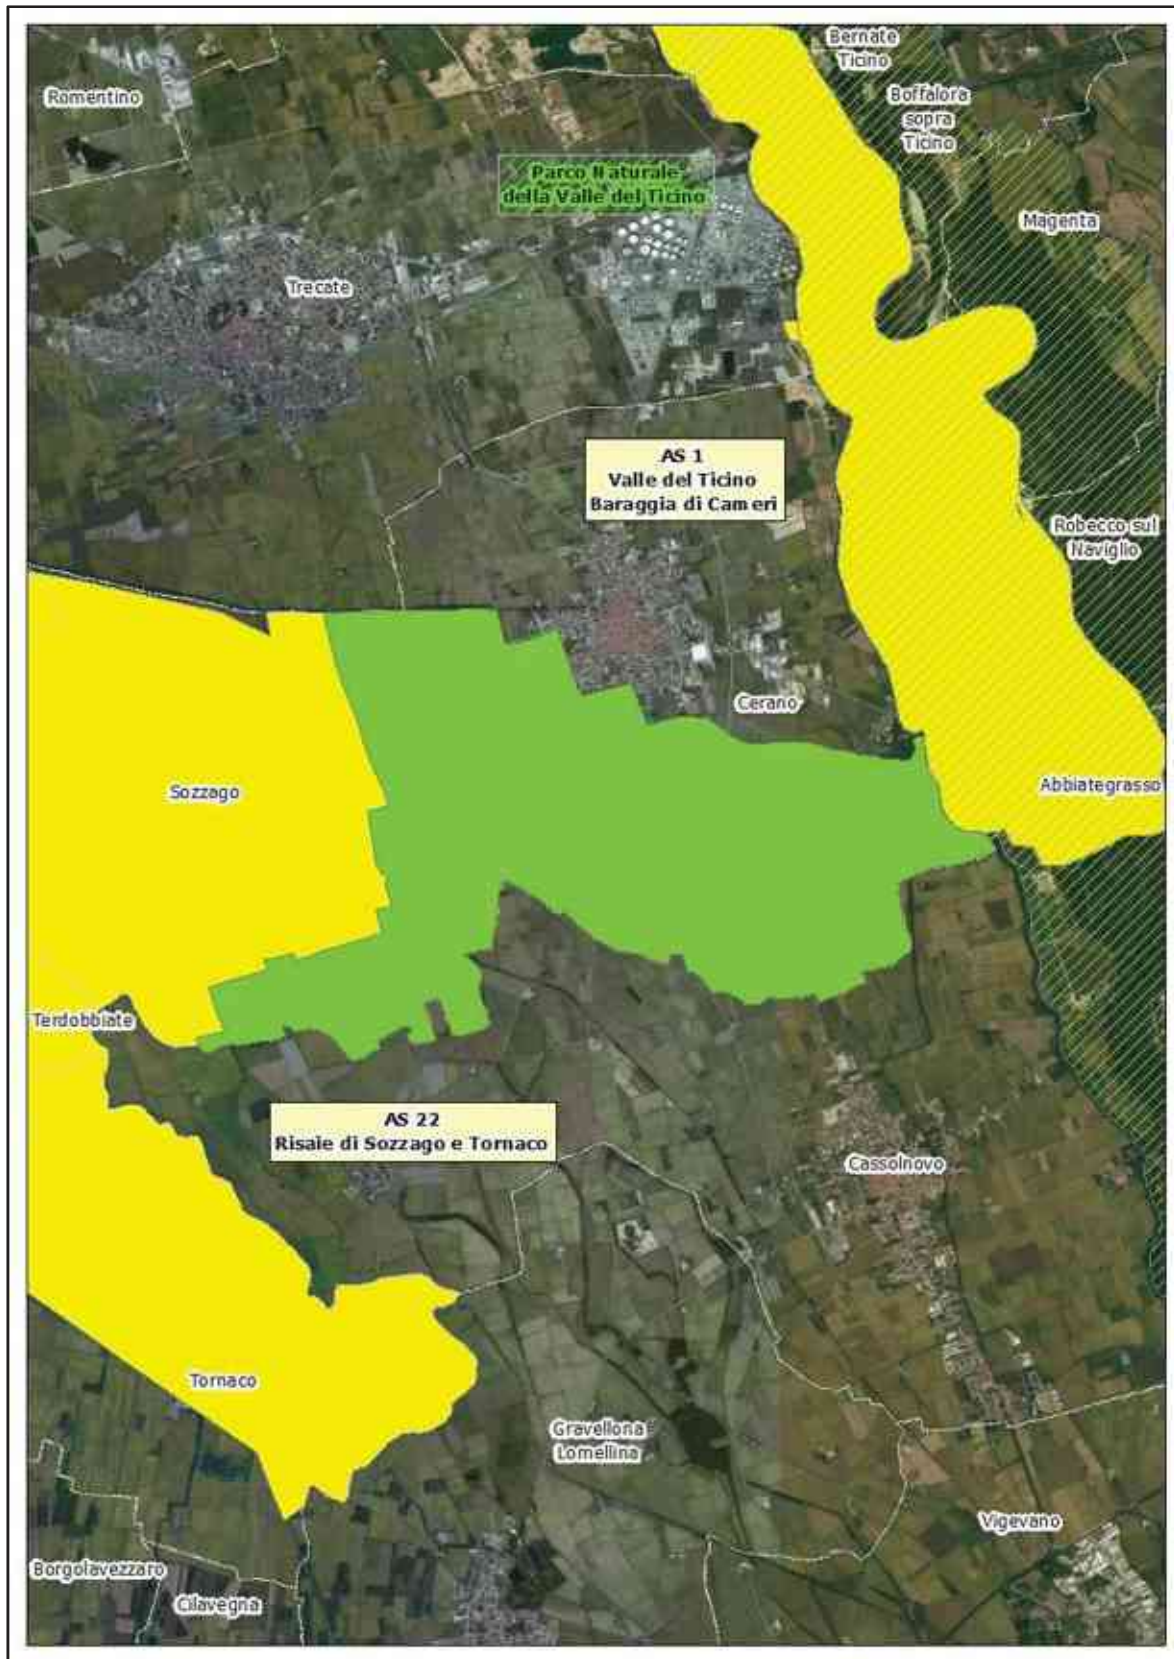 Bernate
Ticino
Romentino
Boffalora
sopra
Ticino
Parco Naturale
della Valle del Ticino
Magenta
Trecate
AS 1
Valle del Ticino
Baraggia di Cameri
Robecco sul
Naviglio
Cerano
Sozzago
Abbiategrasso
Terdobbiate
AS 22
Risaie di Sozzago e Tornaco
Cassolnovo
Tornaco
Gravellona
Lomellina
Vigevano
Borgolavezzaro
Cilavegna